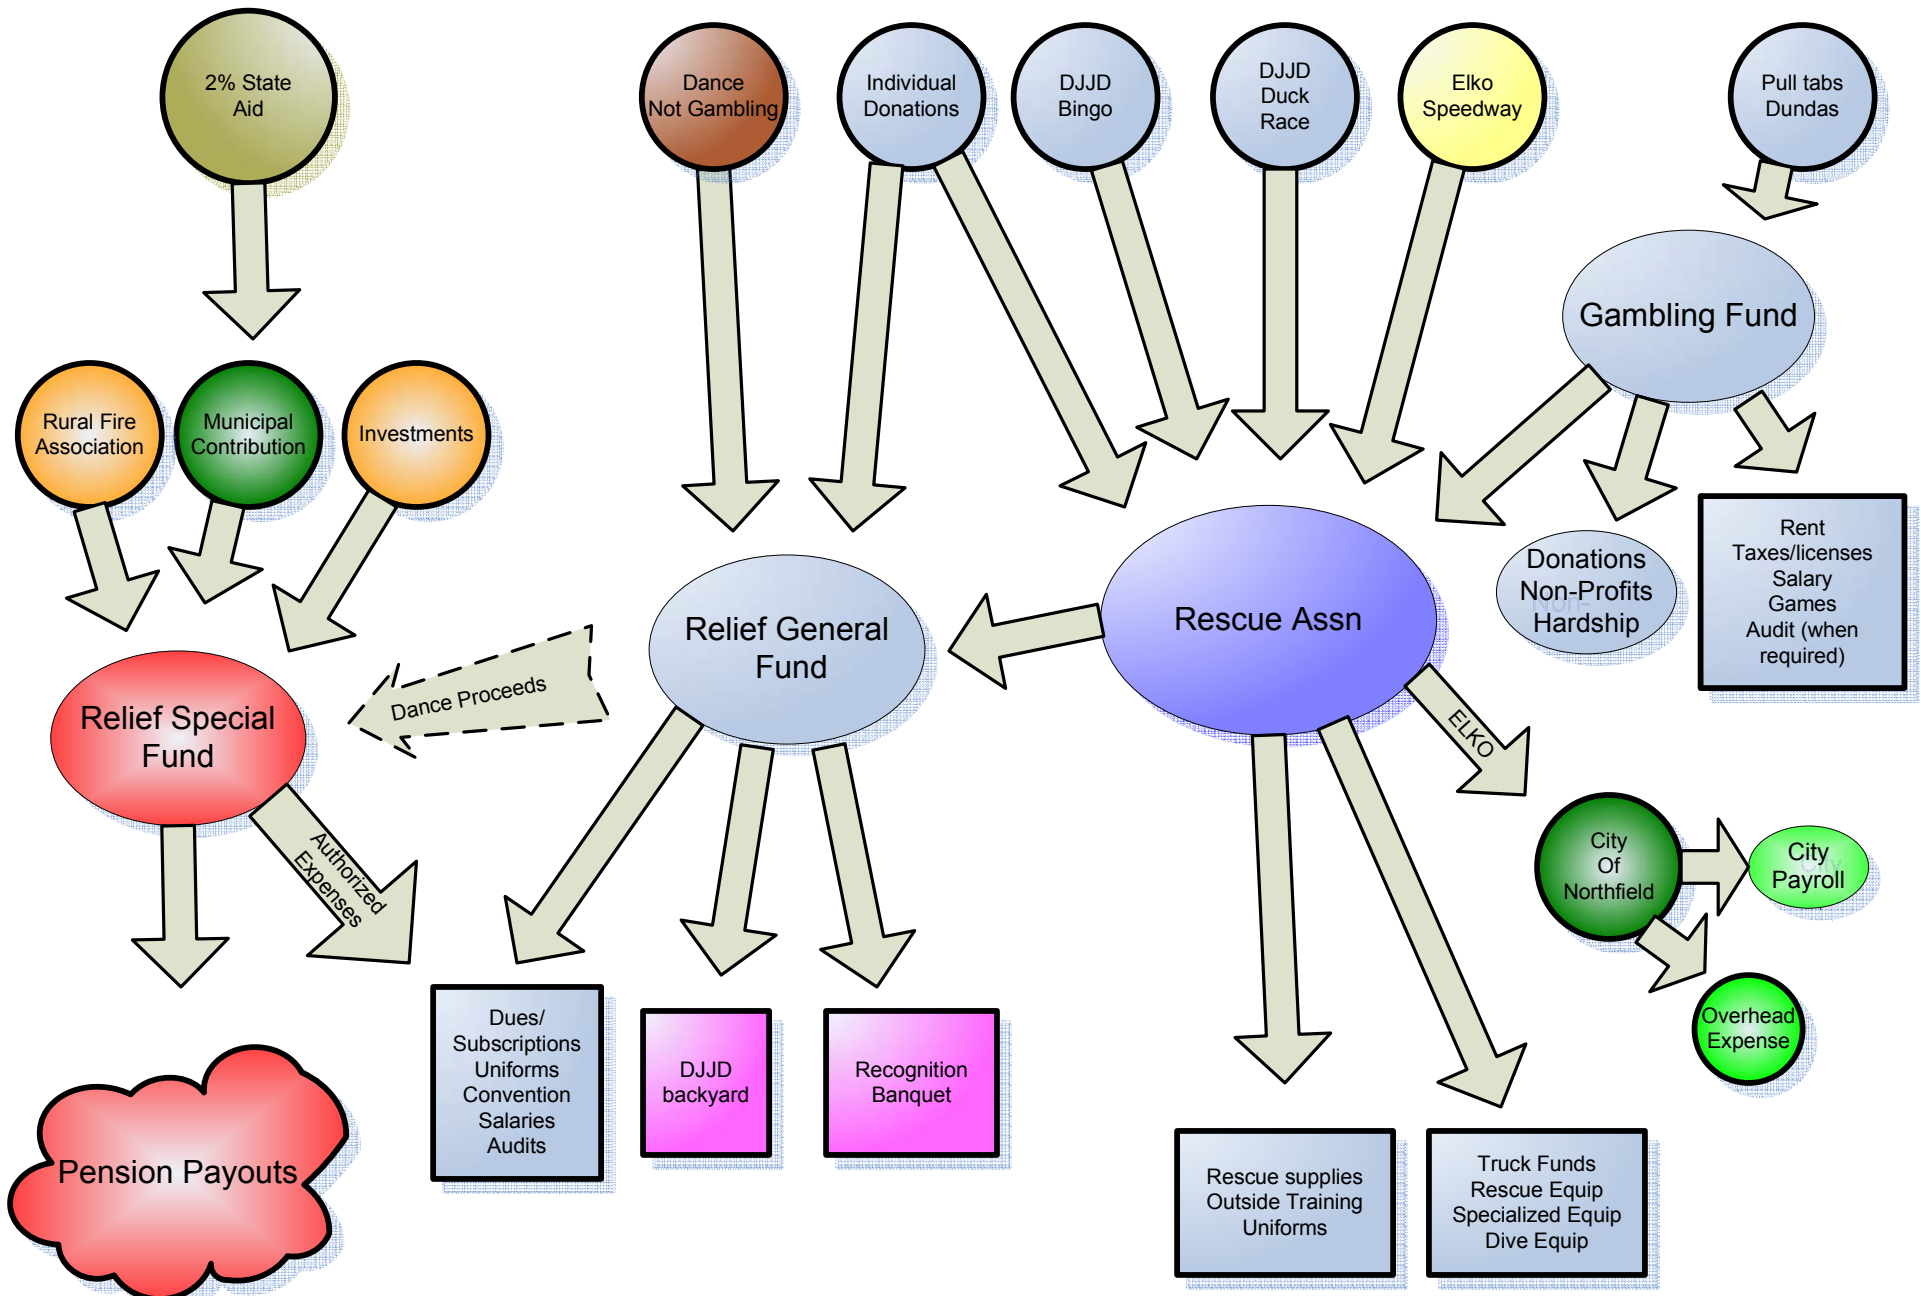 2% State
Aid
Dance
Not Gambling
Individual
Donations
DJJD
Bingo
DJJD
Duck
Race
Elko
Speedway
Pull tabs
Dundas
Gambling Fund
Rural Fire
Association
Municipal
Contribution
Investments
Rent
Taxes/licenses
Salary
Games
Audit (when
required)
Donations
Non-Profits
Hardship
Rescue Assn
Relief General
Fund
Dance Proceeds
Relief Special
Fund
ELKO
Authorized
Expenses
City
Of
Northfield
City
Payroll
Overhead
Expense
Dues/
Subscriptions
Uniforms
Convention
Salaries
Audits
DJJD
backyard
Recognition
Banquet
Pension Payouts
Rescue supplies
Outside Training
Uniforms
Truck Funds
Rescue Equip
Specialized Equip
Dive Equip